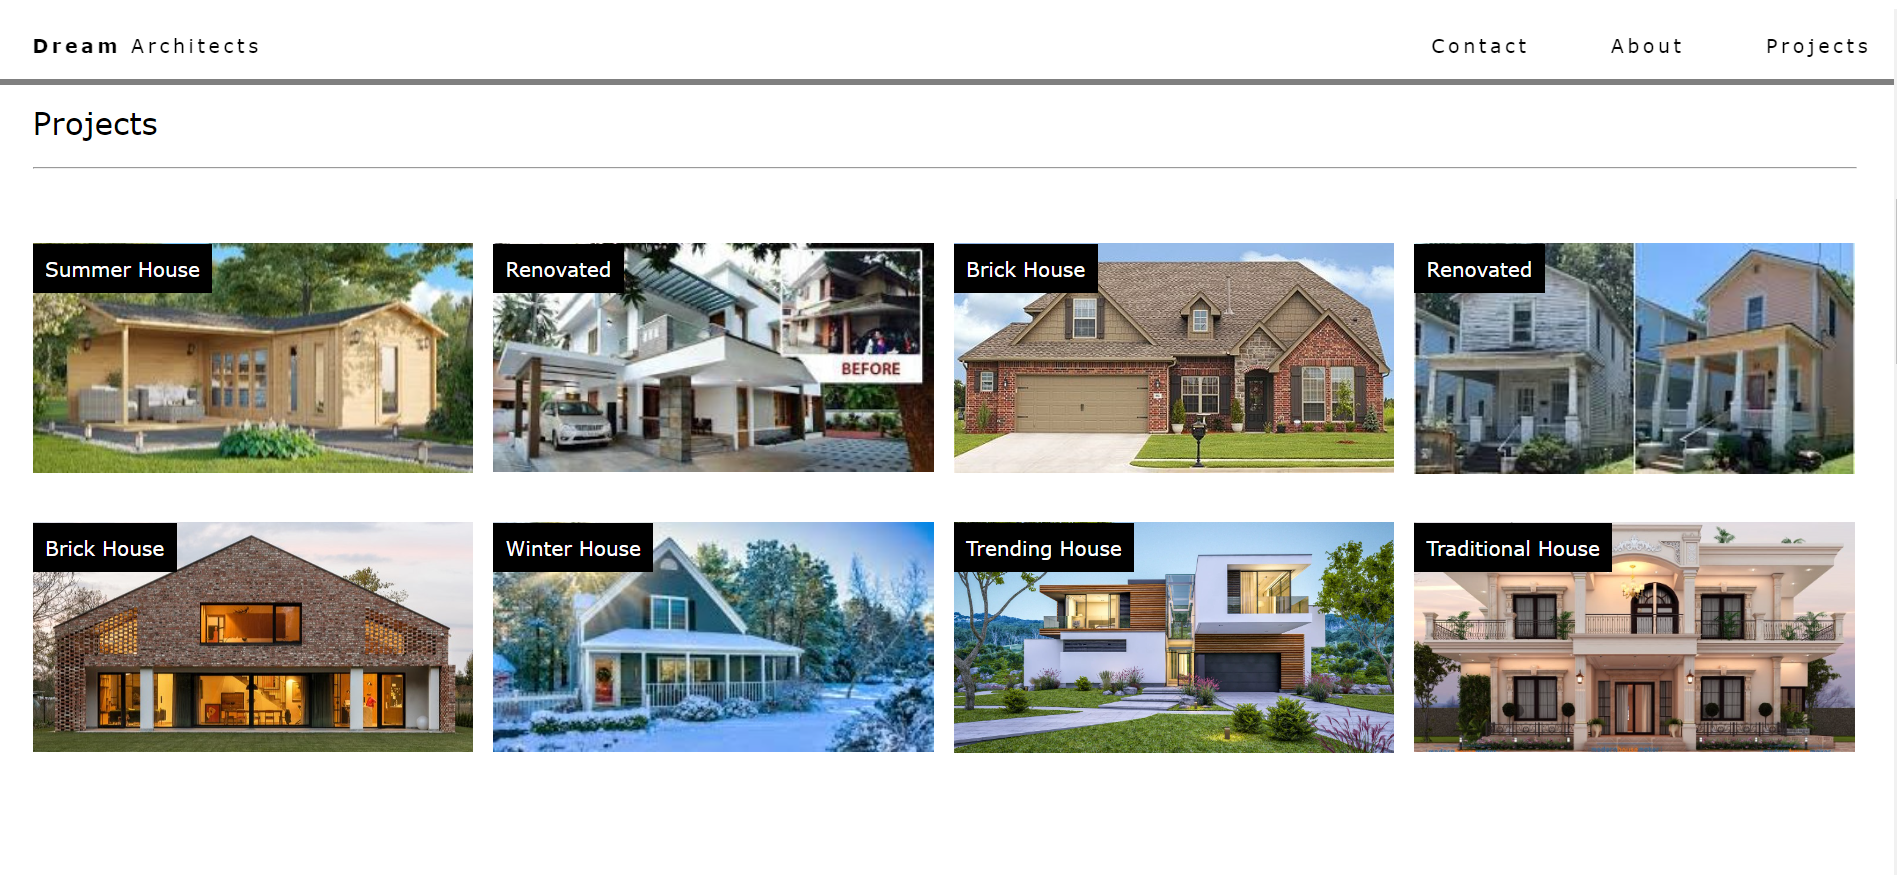 Dream Architects
Contact About Projects
Projects
Summer House
Renovated
BEFORE
Brick House
Renovated
Brick House
Winter House
Trending House
Traditional House